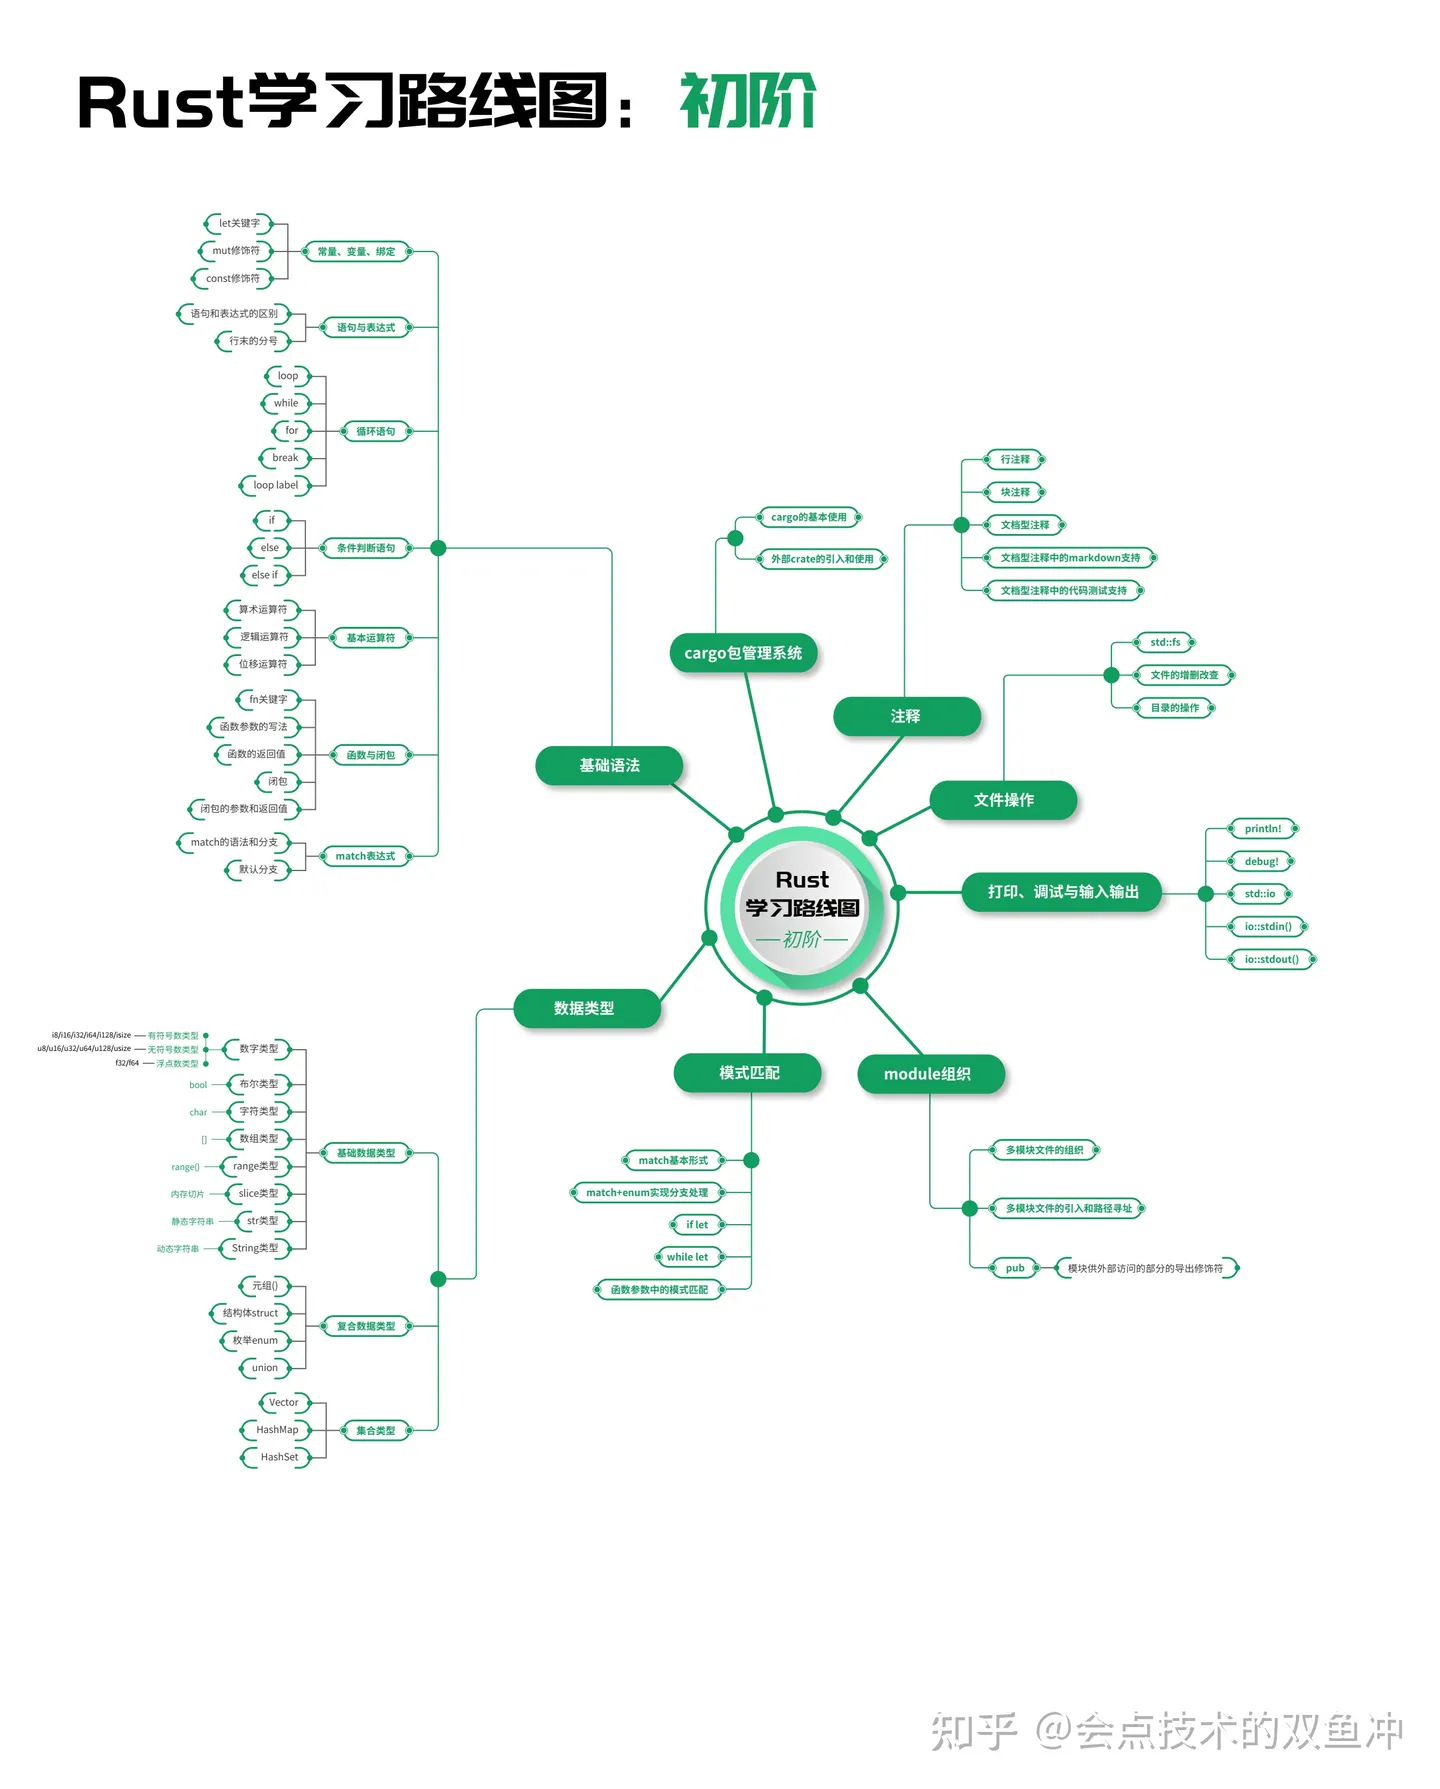 Rust学习路线图：初阶
let关键字
mut修饰符
const修饰符
常量、变量、绑定
语句和表达式的区别
行末的分号
语句与表达式
loop
while
for
break
loop label
循环语句
if
else
else if
条件判断语句
算术运算符
逻辑运算符
位移运算符
基本运算符
fn关键字
函数参数的写法
函数的返回值
闭包
闭包的参数和返回值
函数与闭包
match的语法和分支
默认分支
match表达式
基础语法
cargo的基本使用
外部crate的引入和使用
cargo包管理系统
行注释
块注释
文档型注释
文档型注释中的markdown支持
文档型注释中的代码测试支持
注释
std::fs
文件的增删改查
目录的操作
文件操作
println!
debug!
std::io
io::stdin()
io::stdout()
打印、调试与输入输出
Rust
学习路线图
初阶
数据类型
i8/i16/i32/i64/i128/isize
有符号数类型
u8/u16/u32/u64/u128/usize
无符号数类型
f32/f64
浮点数类型
数字类型
bool
布尔类型
char
字符类型
[]
数组类型
range()
range类型
内存切片
slice类型
静态字符串
str类型
动态字符串
String类型
基础数据类型
元组()
结构体struct
枚举enum
union
复合数据类型
Vector
HashMap
HashSet
集合类型
模式匹配
match基本形式
match+enum实现分支处理
if let
while let
函数参数中的模式匹配
module组织
多模块文件的组织
多模块文件的引入和路径寻址
pub
模块供外部访问的部分的导出修饰符
知乎 @会点技术的双鱼冲